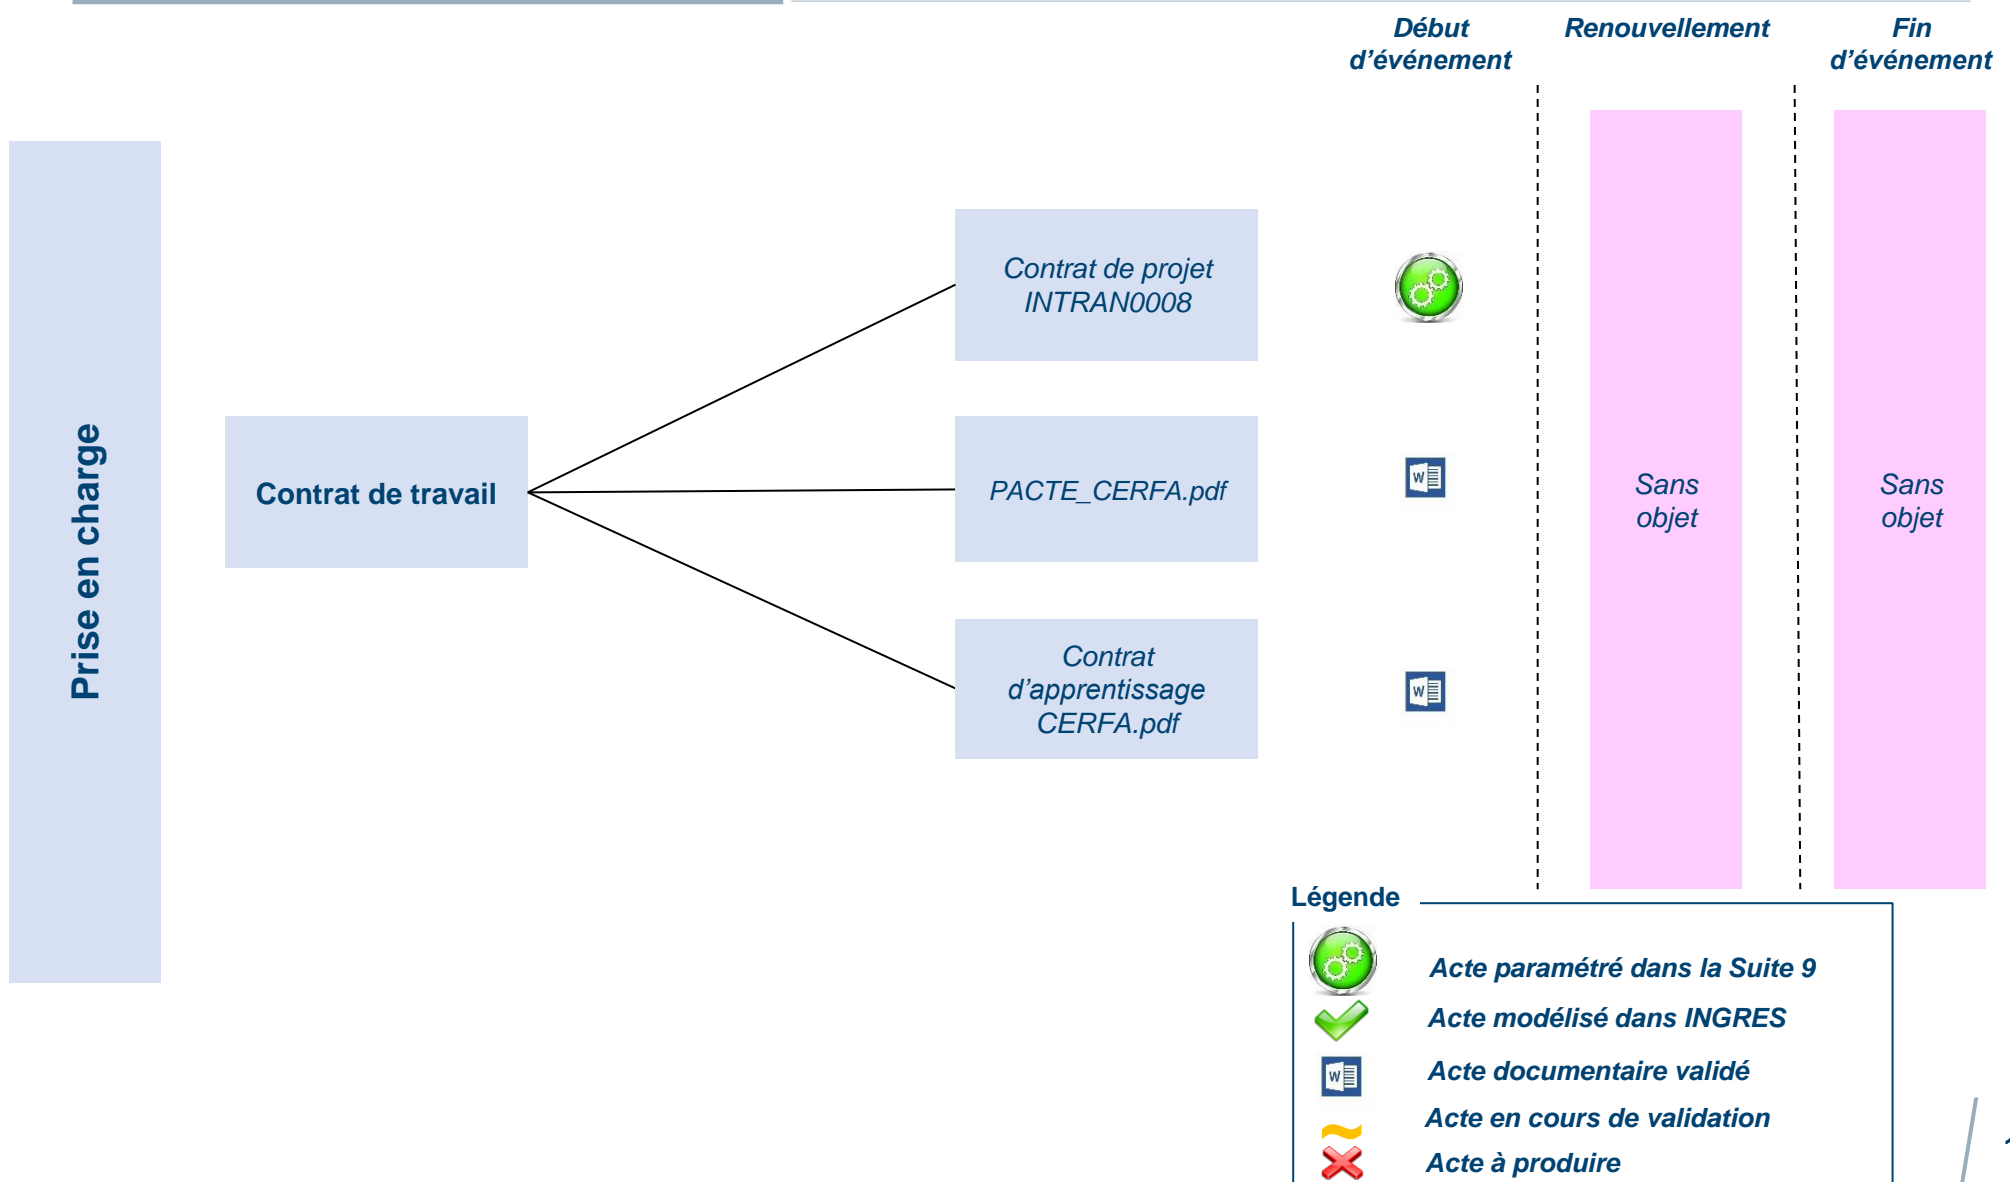 Début
d’événement
Renouvellement
Fin
d’événement
Prise en charge
Contrat de travail
Contrat de projet
INTRAN0008
PACTE_CERFA.pdf
Contrat
d’apprentissage
CERFA.pdf
Sans
objet
Sans
objet
Légende
Acte paramétré dans la Suite 9
Acte modélisé dans INGRES
Acte documentaire validé
Acte en cours de validation
Acte à produire